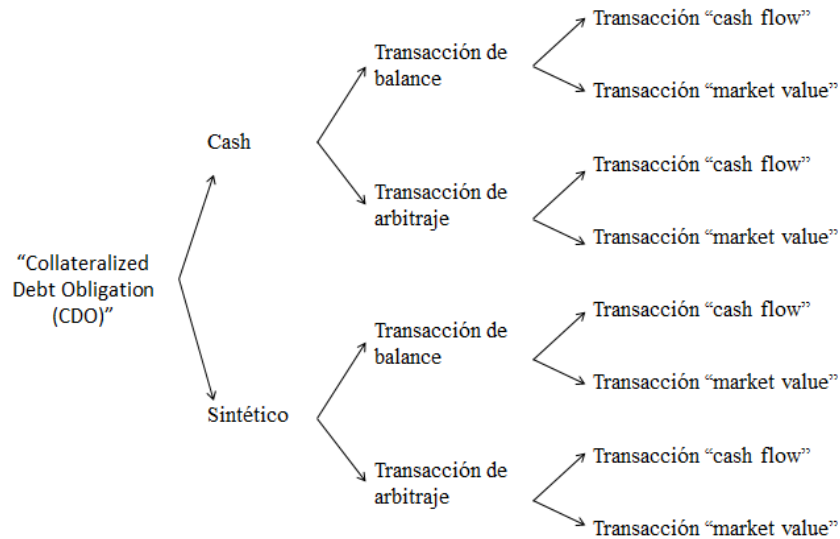 Transacción “cash flow”
Transacción de
balance
Transacción “market value”
Cash
Transacción “cash flow”
Transacción de
arbitraje
Transacción “market value”
“Collateralized
Debt Obligation
(CDO)”
Transacción “cash flow”
Transacción de
balance
Transacción “market value”
Sintético
Transacción “cash flow”
Transacción de
arbitraje
Transacción “market value”